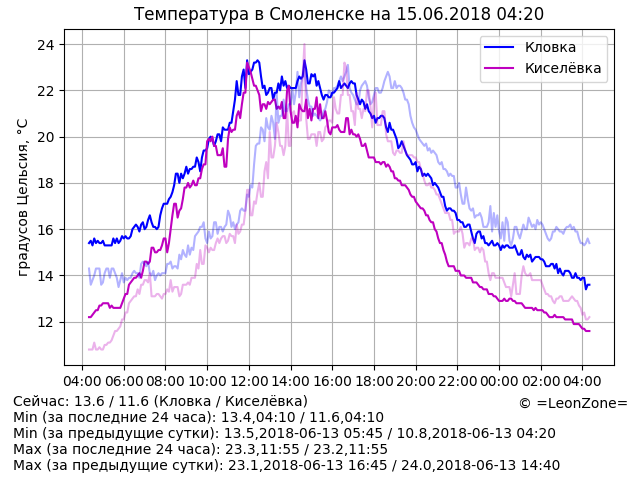 Температура в Смоленске на 15.06.2018 04:20
градусов Цельсия, °C
24
22
20
18
16
14
12
Кловка
Киселёвка
04:00 06:00 08:00 10:00 12:00 14:00 16:00 18:00 20:00 22:00 00:00 02:00 04:00
Сейчас: 13.6 / 11.6 (Кловка / Киселёвка)
© =LeonZone=
Min (за последние 24 часа): 13.4,04:10 / 11.6,04:10
Min (за предыдущие сутки): 13.5,2018-06-13 05:45 / 10.8,2018-06-13 04:20
Max (за последние 24 часа): 23.3,11:55 / 23.2,11:55
Max (за предыдущие сутки): 23.1,2018-06-13 16:45 / 24.0,2018-06-13 14:40